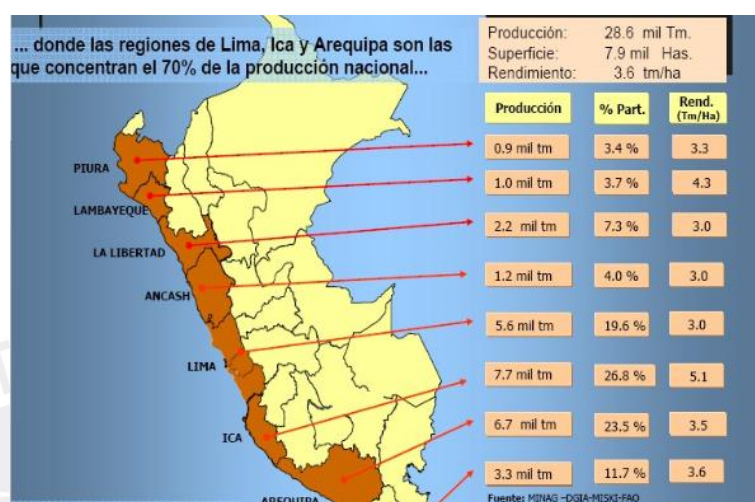 ... donde las regiones de Lima, Ica y Arequipa son las
que concentran el 70% de la producción nacional...
Producción: 28.6 mil Tm.
Superficie: 7.9 mil Has.
Rendimiento: 3.6 tm/ha
Producción % Part. Rend.
(Tm/Ha)
PIURA 0.9 mil tm 3.4 % 3.3
LAMBAYEQUE 1.0 mil tm 3.7 % 4.3
LA LIBERTAD 2.2 mil tm 7.3 % 3.0
ANCASH 1.2 mil tm 4.0 % 3.0
LIMA 5.6 mil tm 19.6 % 3.0
ICA 7.7 mil tm 26.8 % 5.1
AREQUIPA 6.7 mil tm 23.5 % 3.5
3.3 mil tm 11.7 % 3.6
Fuente: MINAG -DGIA-MISKI-FAO